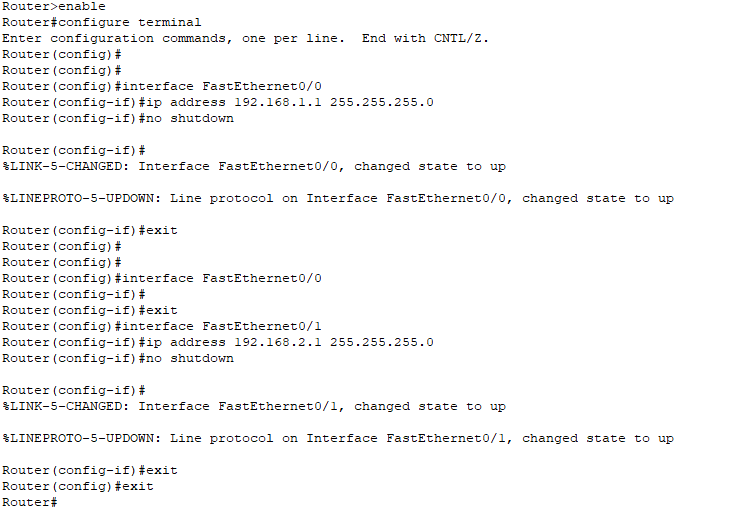 Router>enable
Router#configure terminal
Enter configuration commands, one per line.  End with CNTL/Z.
Router(config)#
Router(config)#
Router(config)#interface FastEthernet0/0
Router(config-if)#ip address 192.168.1.1 255.255.255.0
Router(config-if)#no shutdown

Router(config-if)#
%LINK-5-CHANGED: Interface FastEthernet0/0, changed state to up

%LINEPROTO-5-UPDOWN: Line protocol on Interface FastEthernet0/0, changed state to up

Router(config-if)#exit
Router(config)#
Router(config)#
Router(config)#interface FastEthernet0/0
Router(config-if)#
Router(config-if)#exit
Router(config)#interface FastEthernet0/1
Router(config-if)#ip address 192.168.2.1 255.255.255.0
Router(config-if)#no shutdown

Router(config-if)#
%LINK-5-CHANGED: Interface FastEthernet0/1, changed state to up

%LINEPROTO-5-UPDOWN: Line protocol on Interface FastEthernet0/1, changed state to up

Router(config-if)#exit
Router(config)#exit
Router#